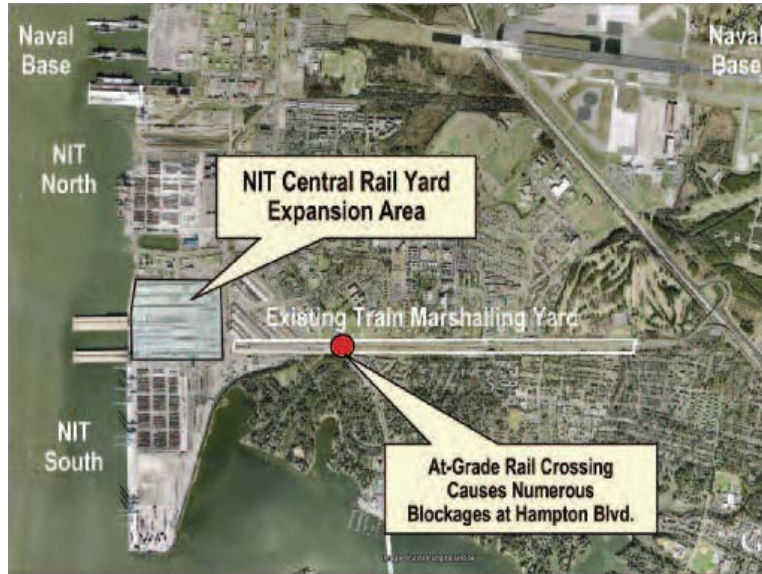 Naval
Base
Naval
Base
NIT
North
NIT Central Rail Yard
Expansion Area
Existing Train Marshalling Yard
NIT
South
At-Grade Rail Crossing
Causes Numerous
Blockages at Hampton Blvd.